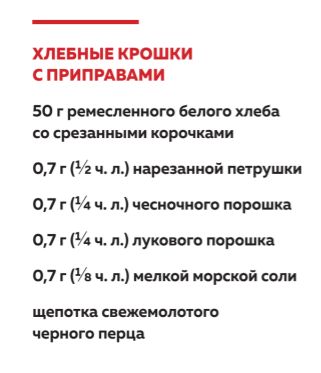 ХЛЕБНЫЕ КРОШКИ
С ПРИПРАВАМИ
50 г ремесленного белого хлеба
со срезанными корочками
0,7 г (½ ч. л.) нарезанной петрушки
0,7 г (¼ ч. л.) чесночного порошка
0,7 г (¼ ч. л.) лукового порошка
0,7 г (⅛ ч. л.) мелкой морской соли
щепотка свежемолотого
черного перца